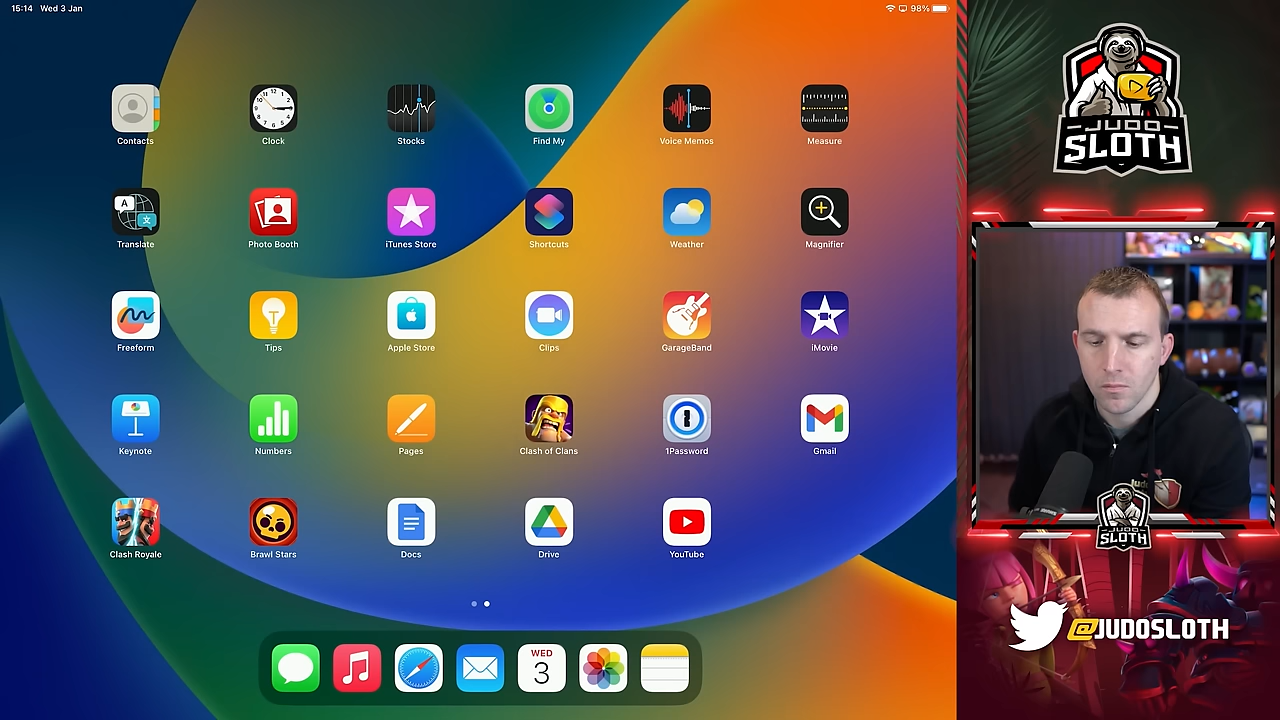 15:14 Wed 3 Jan
98%
Contacts
Clock
Stocks
Find My
Voice Memos
Measure
Translate
Photo Booth
iTunes Store
Shortcuts
Weather
Magnifier
Freeform
Tips
Apple Store
Clips
GarageBand
iMovie
Keynote
Numbers
Pages
Clash of Clans
1Password
Gmail
Clash Royale
Brawl Stars
Docs
Drive
YouTube
WED
3
JUDO
SLOTH
JUDO
SLOTH
@JUDOSLOTH